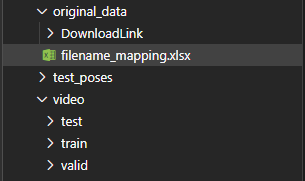 original_data
DownloadLink
filename_mapping.xlsx
test_poses
video
test
train
valid